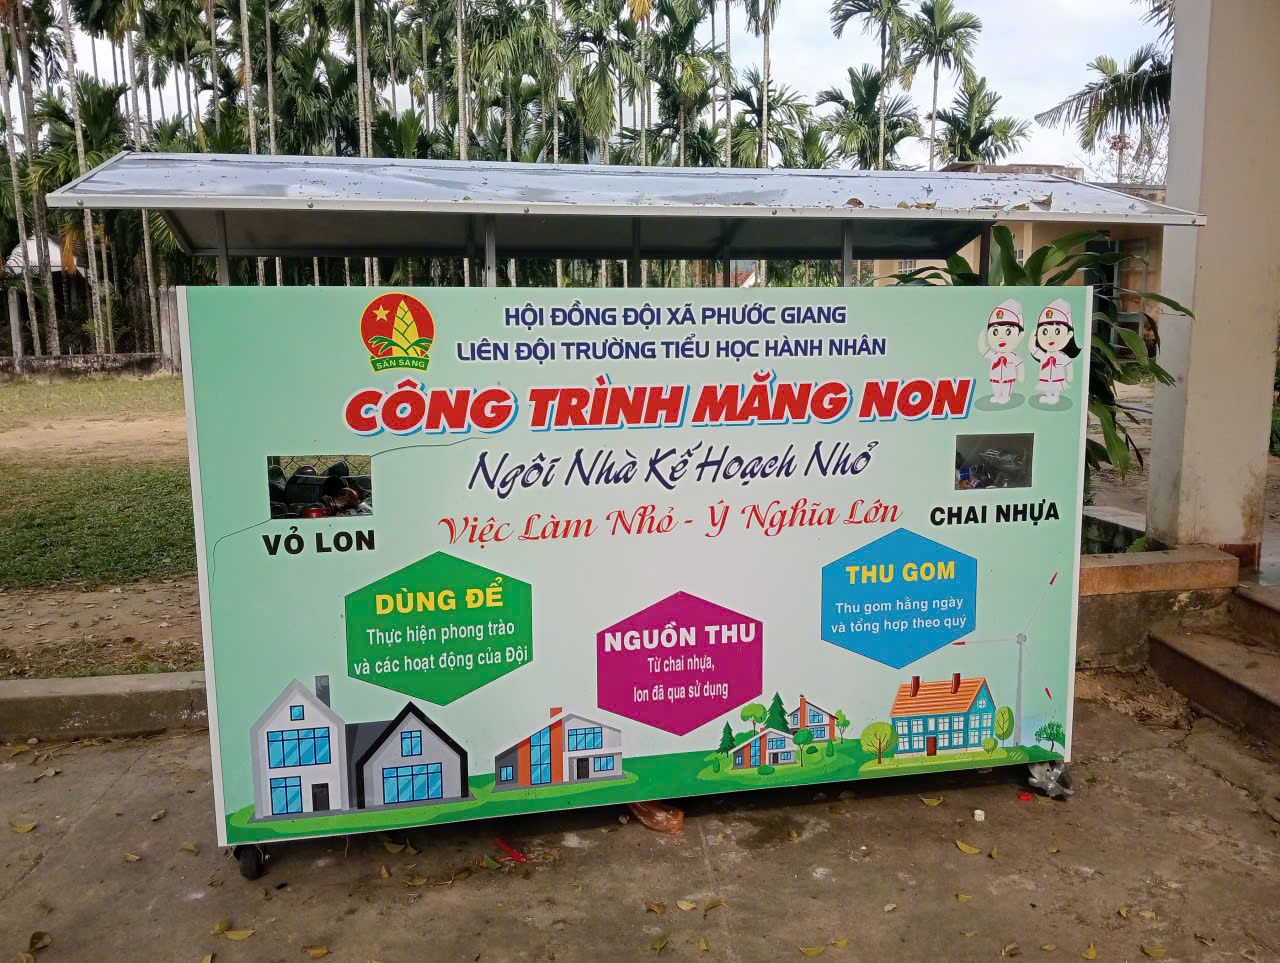 HỘI ĐỒNG ĐỘI XÃ PHƯỚC GIANG
LIÊN ĐỘI TRƯỜNG TIỂU HỌC HÀNH NHÂN
SẴN SÀNG
CÔNG TRÌNH MĂNG NON
Ngôi Nhà Kế Hoạch Nhỏ
Việc Làm Nhỏ - Ý Nghĩa Lớn
VỎ LON
CHAI NHỰA
DÙNG ĐỂ
Thực hiện phong trào
và các hoạt động của Đội
NGUỒN THU
Từ chai nhựa,
lon đã qua sử dụng
THU GOM
Thu gom hằng ngày
và tổng hợp theo quý